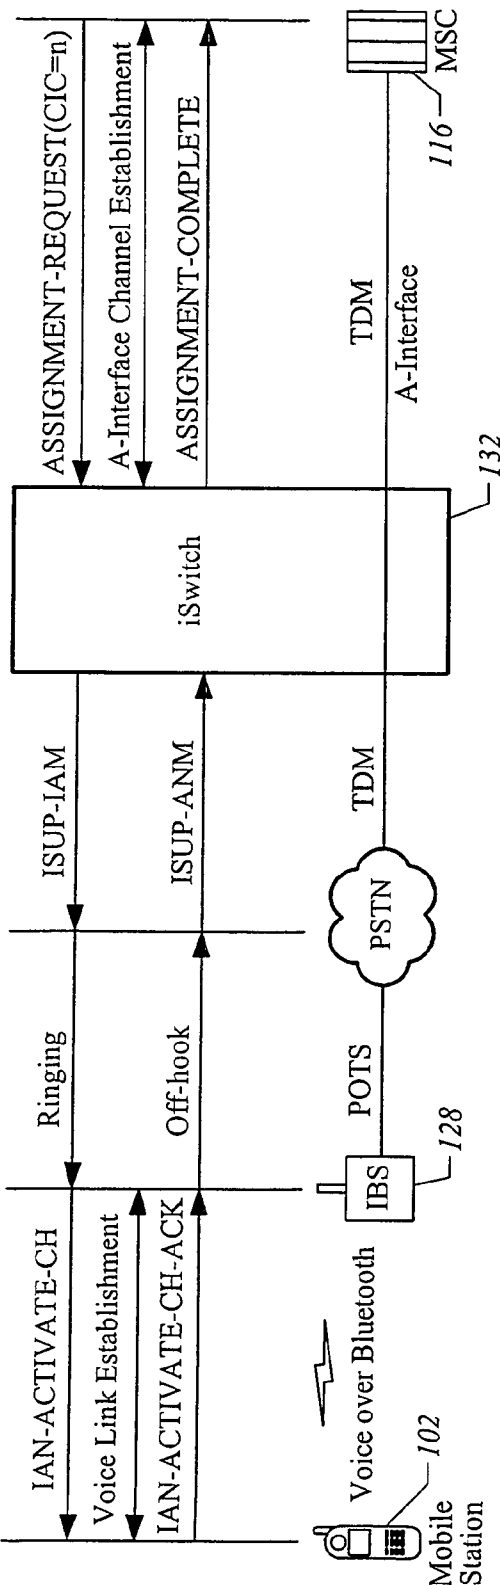 IAN-ACTIVATE-CH
Ringing
ISUP-IAM
ASSIGNMENT-REQUEST(CIC=n)
Voice Link Establishment
A-Interface Channel Establishment
IAN-ACTIVATE-CH-ACK
Off-hook
ISUP-ANM
iSwitch
ASSIGNMENT-COMPLETE
Voice over Bluetooth
IBS
POTS
PSTN
TDM
TDM
A-Interface
102
128
132
116
Mobile
Station
MSC